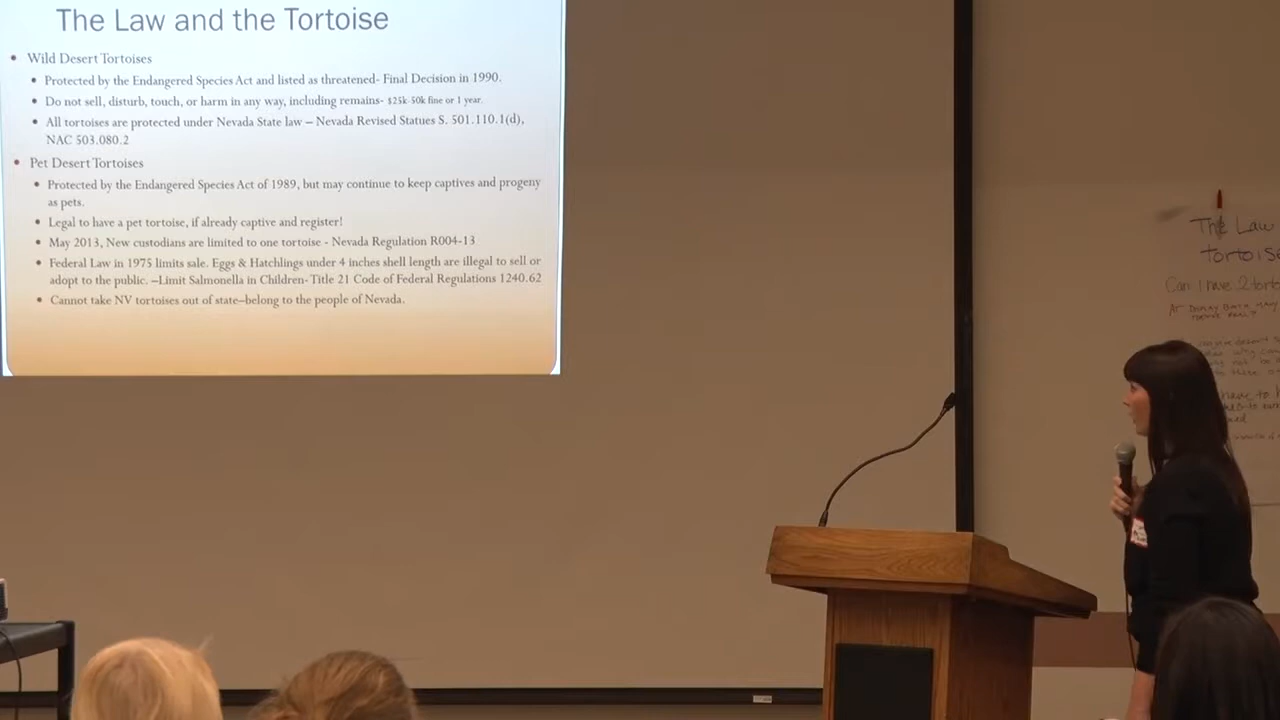 The Law and the Tortoise
Wild Desert Tortoises
Protected by the Endangered Species Act and listed as threatened- Final Decision in 1990.
Do not sell, disturb, touch, or harm in any way, including remains- $25k-50k fine or 1 year.
All tortoises are protected under Nevada State law – Nevada Revised Statues S. 501.110.1(d),
NAC 503.080.2
Pet Desert Tortoises
Protected by the Endangered Species Act of 1989, but may continue to keep captives and progeny
as pets.
Legal to have a pet tortoise, if already captive and register!
May 2013, New custodians are limited to one tortoise - Nevada Regulation R004-13
Federal Law in 1975 limits sale. Eggs & Hatchlings under 4 inches shell length are illegal to sell or
adopt to the public. –Limit Salmonella in Children- Title 21 Code of Federal Regulations 1240.62
Cannot take NV tortoises out of state–belong to the people of Nevada.
The Law
Tortoise
Can I have 2 torto
have to